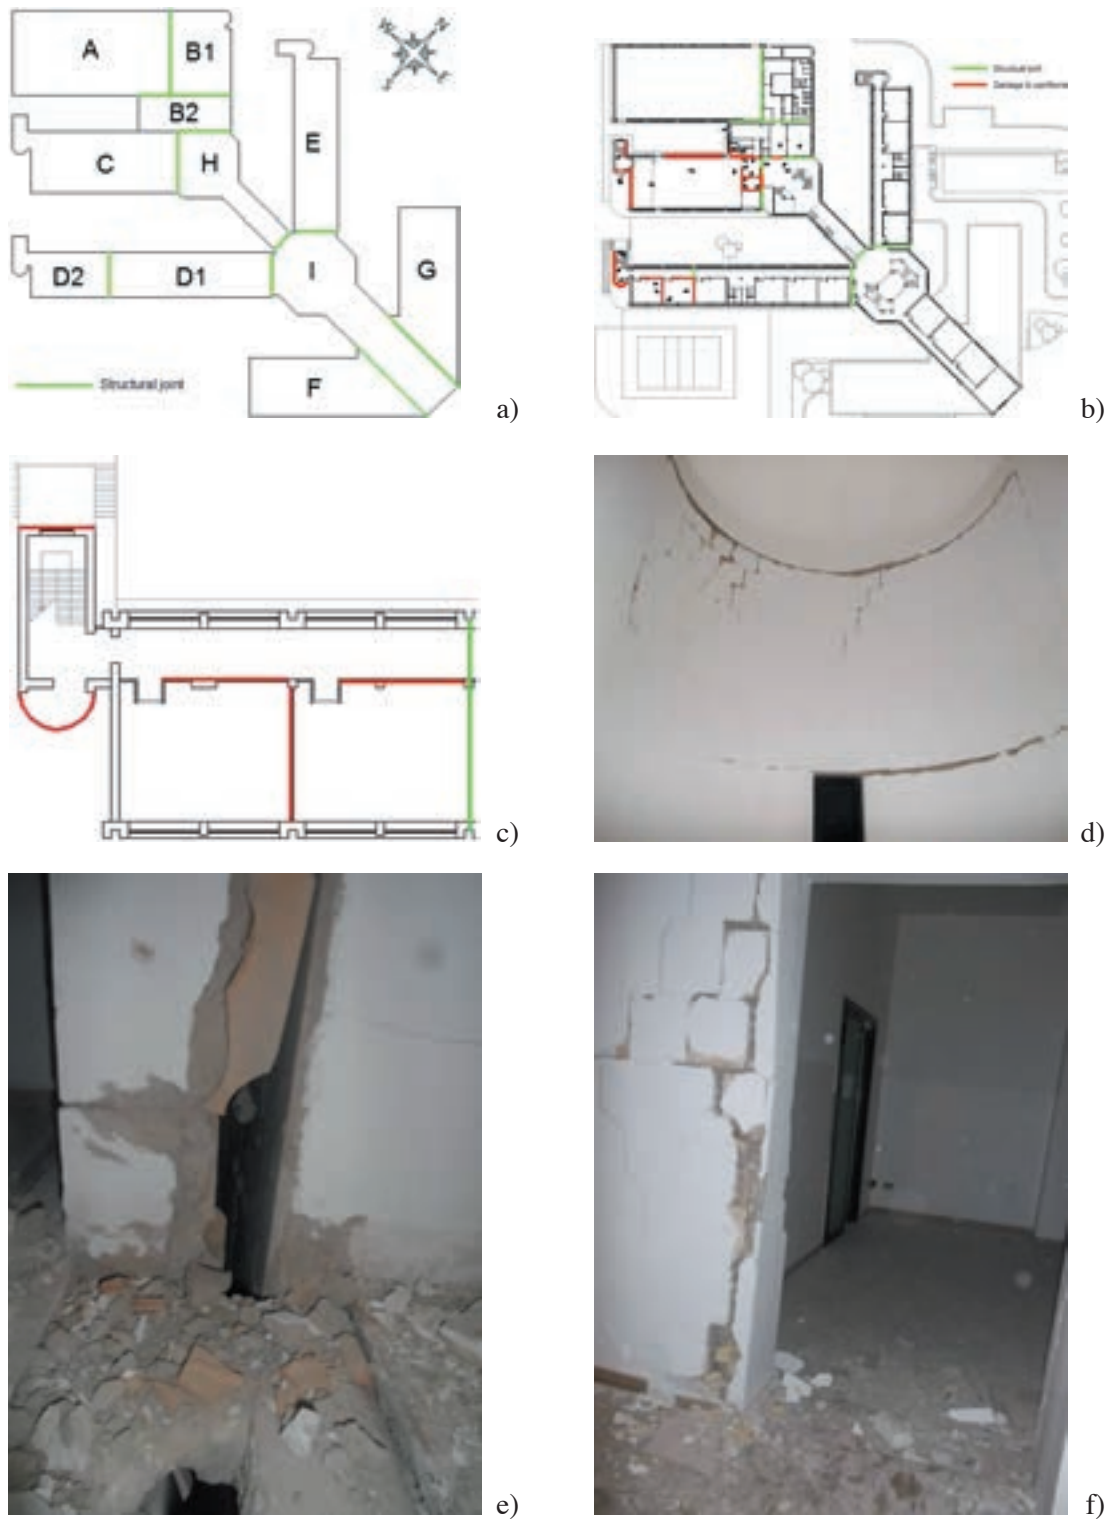 A
B1
B2
C
H
E
I
G
D2
D1
F
Structural joint
a)
Structural joint
b)
c)
d)
e)
f)